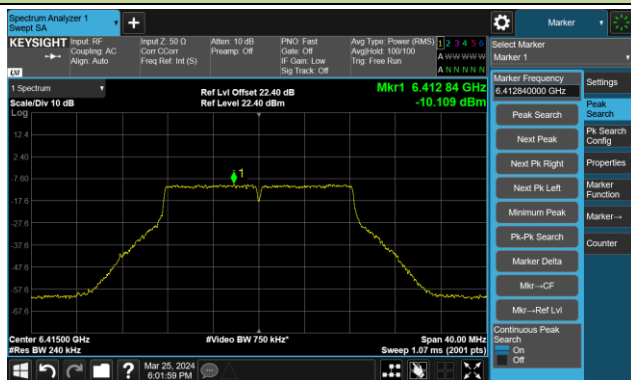 Spectrum Analyzer 1
Swept SA
+
Marker
KEYSIGHT
Input: RF
Coupling: AC
Align: Auto
Input Z: 50 Ω
Corr CCorr
Freq Ref: Int (S)
Atten: 10 dB
Preamp: Off
PNO: Fast
Gate: Off
IF Gain: Low
Sig Track: Off
Avg Type: Power (RMS)
Avg|Hold: 100/100
Trig: Free Run
1 2 3 4 5 6
A W W W W W
A N N N N N
LXI
Select Marker
Marker 1
1 Spectrum
Scale/Div 10 dB
Log
Ref Lvl Offset 22.40 dB
Ref Level 22.40 dBm
Mkr1 6.412 84 GHz
-10.109 dBm
12.4
2.40
-7.60
-17.6
-27.6
-37.6
-47.6
-57.6
-67.6
1
Center 6.41500 GHz
#Res BW 240 kHz
#Video BW 750 kHz*
Span 40.00 MHz
Sweep 1.07 ms (2001 pts)
Marker Frequency
6.412840000 GHz
Peak Search
Next Peak
Next Pk Right
Next Pk Left
Minimum Peak
Pk-Pk Search
Marker Delta
Mkr→CF
Mkr→Ref Lvl
Continuous Peak
Search
On
Off
Settings
Peak
Search
Pk Search
Config
Properties
Marker
Function
Marker→
Counter
?
Mar 25, 2024
6:01:59 PM